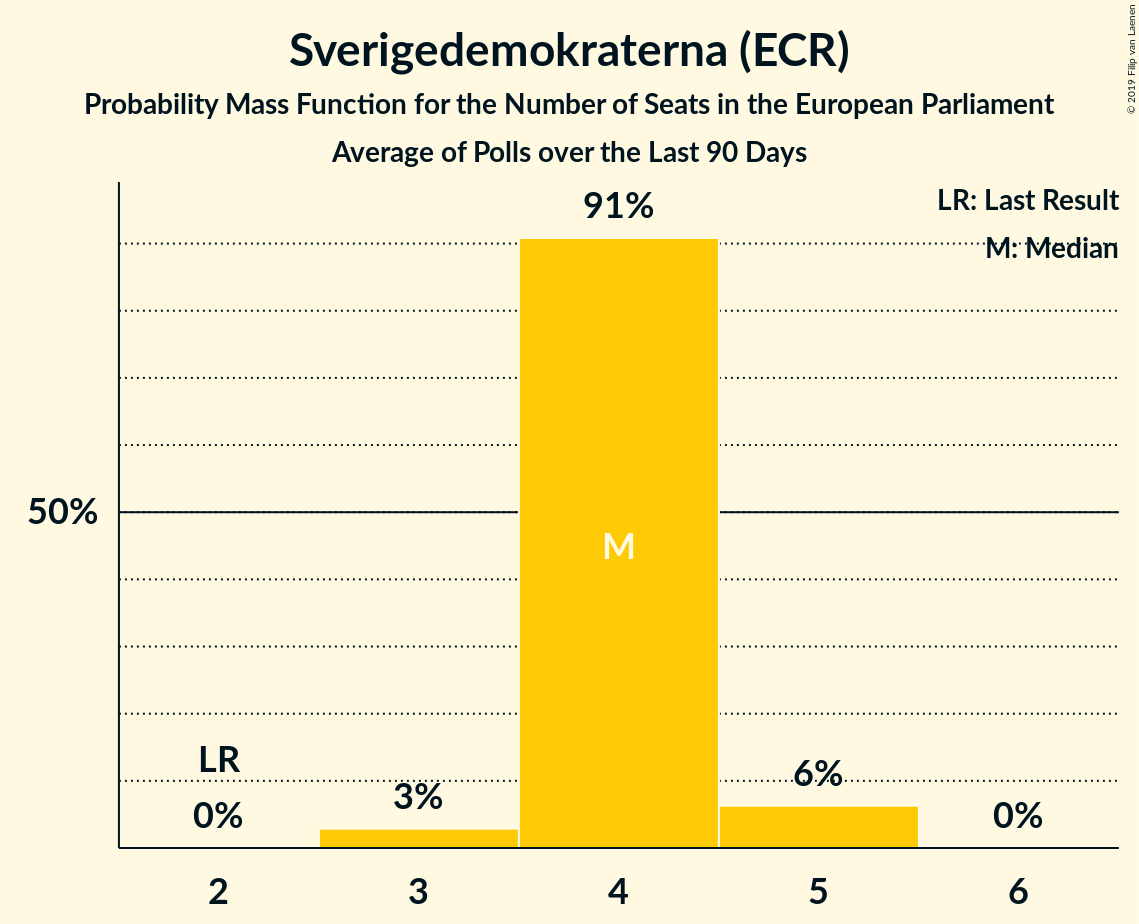 Sverigedemokraterna (ECR)
Probability Mass Function for the Number of Seats in the European Parliament
Average of Polls over the Last 90 Days
© 2019 Filip van Laenen
LR: Last Result
M: Median
91%
50%
M
LR
0%
3%
6%
0%
2 3 4 5 6